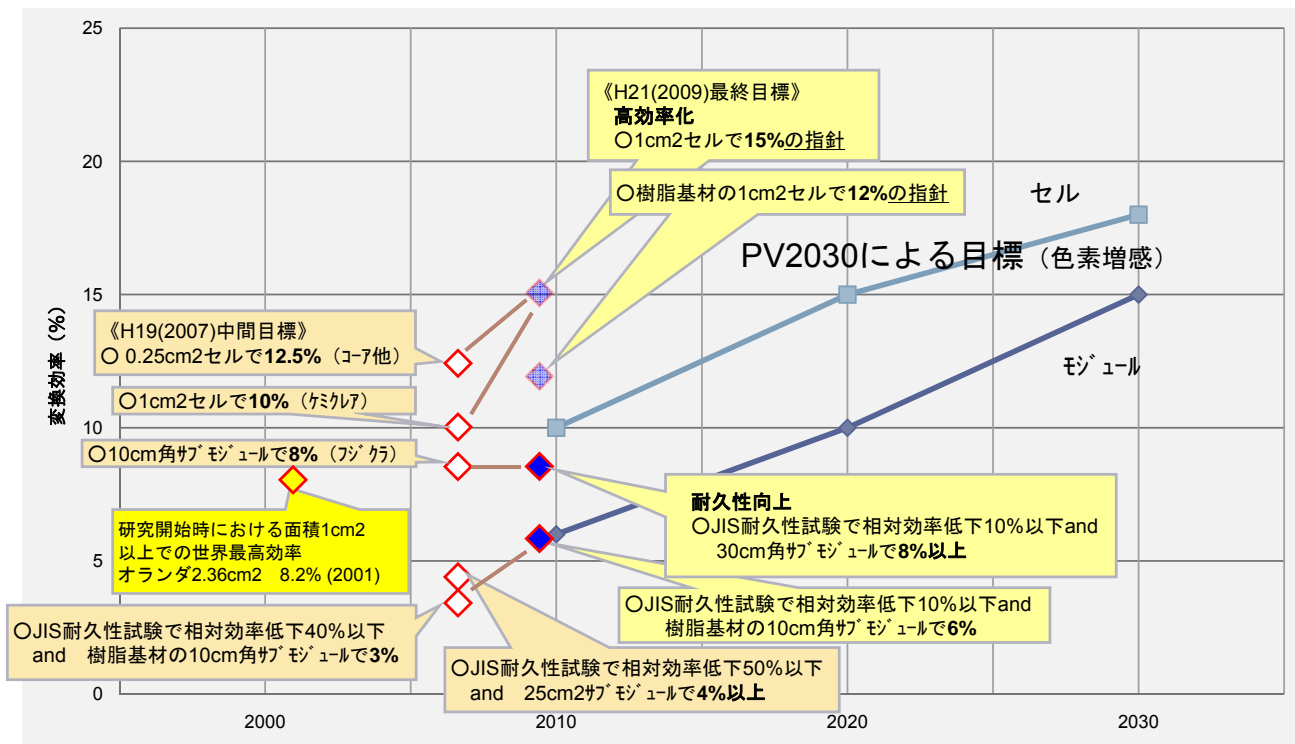 25
20
15
10
5
0
変換効率（%）
2000
2010
2020
2030
《H21(2009)最終目標》
高効率化
〇1cm2セルで15%の指針
〇樹脂基材の1cm2セルで12%の指針
セル
PV2030による目標（色素増感）
モジュール
《H19(2007)中間目標》
〇 0.25cm2セルで12.5%（コーア他）
〇1cm2セルで10%（ケミクレア）
〇10cm角サブモジュールで8%（フジクラ）
研究開始時における面積1cm2
以上での世界最高効率
オランダ2.36cm2　8.2% (2001)
耐久性向上
〇JIS耐久性試験で相対効率低下10%以下and
30cm角サブモジュールで8%以上
〇JIS耐久性試験で相対効率低下10%以下and
樹脂基材の10cm角サブモジュールで6%
〇JIS耐久性試験で相対効率低下40%以下
and　樹脂基材の10cm角サブモジュールで3%
〇JIS耐久性試験で相対効率低下50%以下
and　25cm2サブモジュールで4%以上